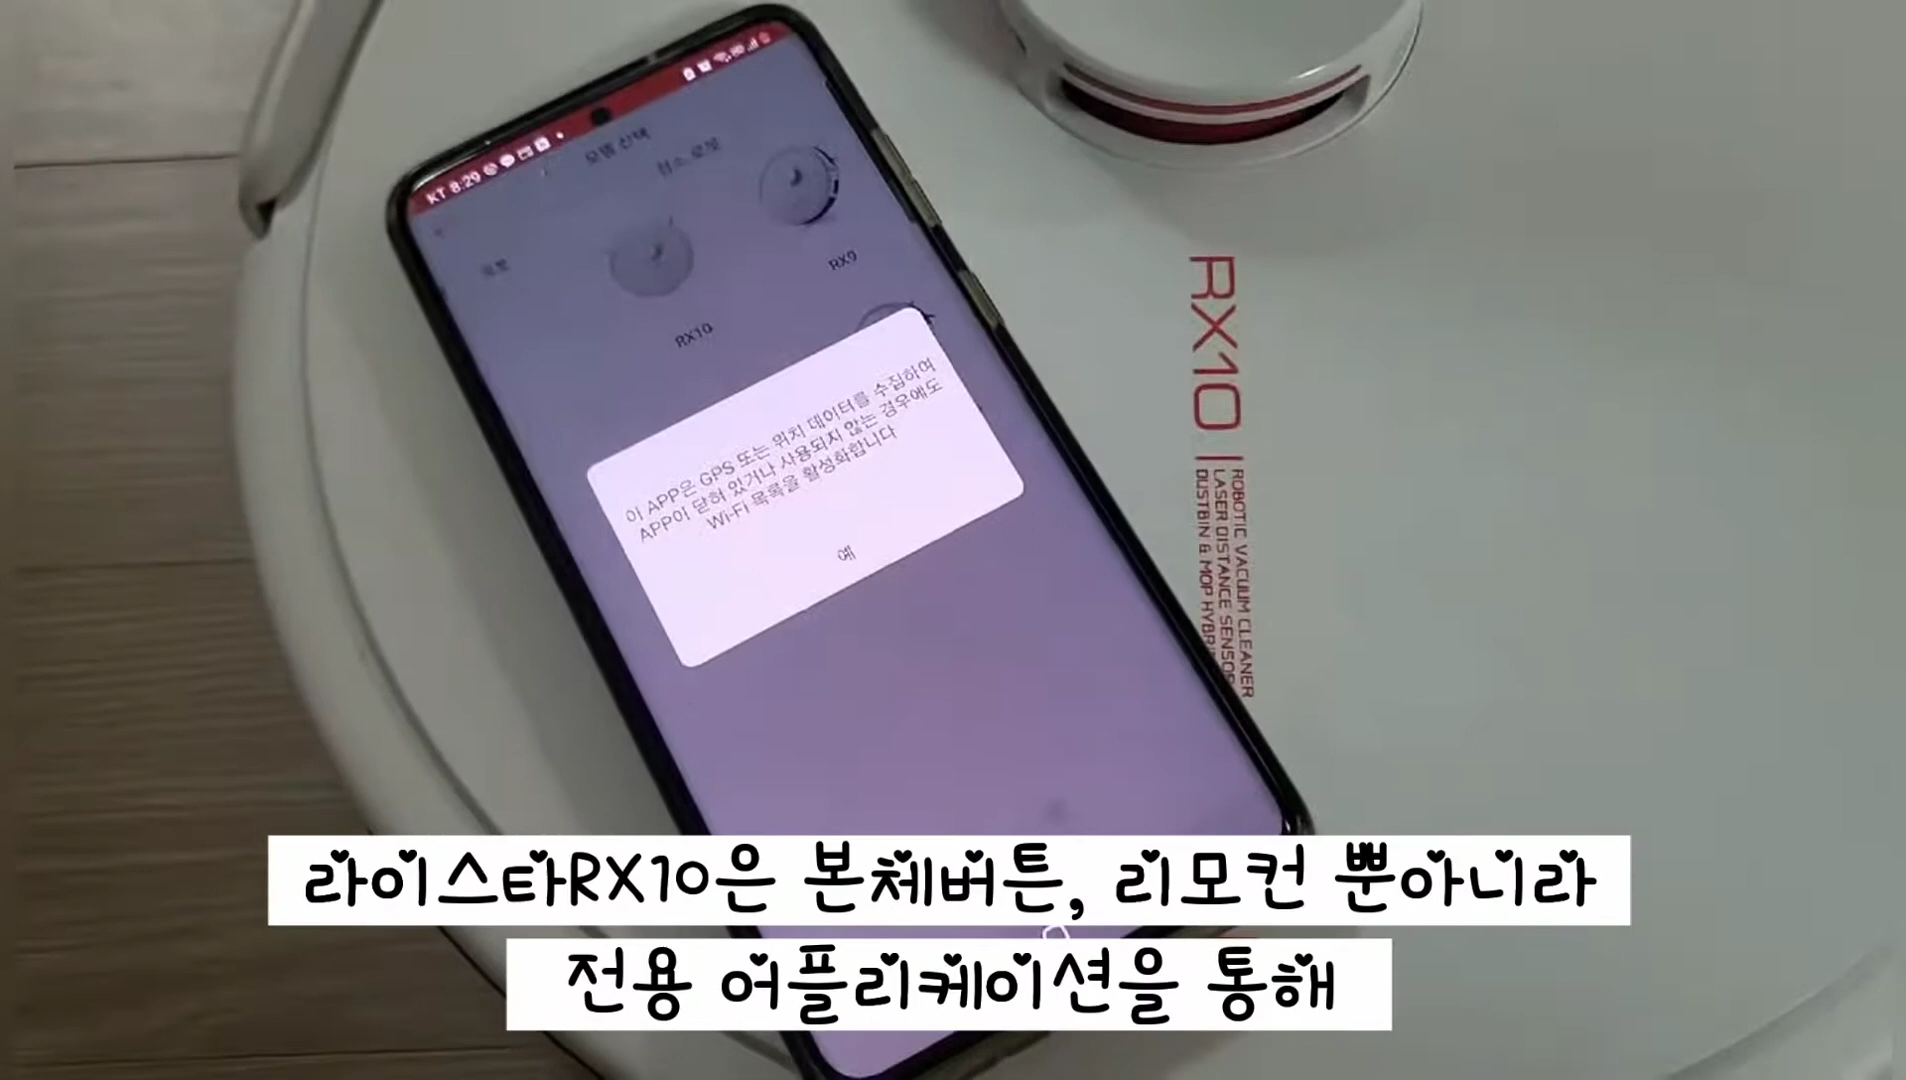 KT 8:29
모델 선택
청소 로봇
로봇
RX9
RX10
이 APP은 GPS 또는 위치 데이터를 수집하여
APP이 닫혀 있거나 사용되지 않는 경우에도
Wi-Fi 목록을 활성화합니다
예
RX10
ROBOTIC VACUUM CLEANER
LASER DISTANCE SENSOR
DUSTBIN & MOP HYBRI
라이스타RX10은 본체버튼, 리모컨 뿐아니라
전용 어플리케이션을 통해